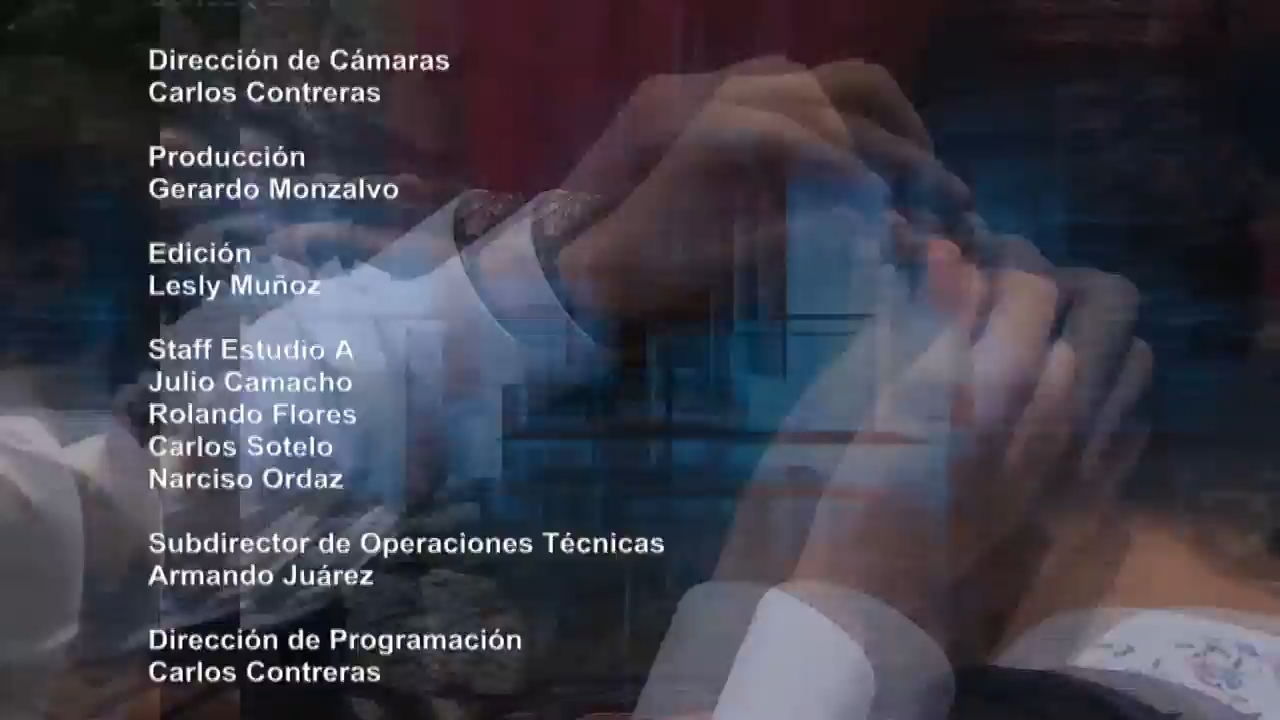 Dirección de Cámaras
Carlos Contreras
Producción
Gerardo Monzalvo
Edición
Lesly Muñoz
Staff Estudio A
Julio Camacho
Rolando Flores
Carlos Sotelo
Narciso Ordaz
Subdirector de Operaciones Técnicas
Armando Juárez
Dirección de Programación
Carlos Contreras